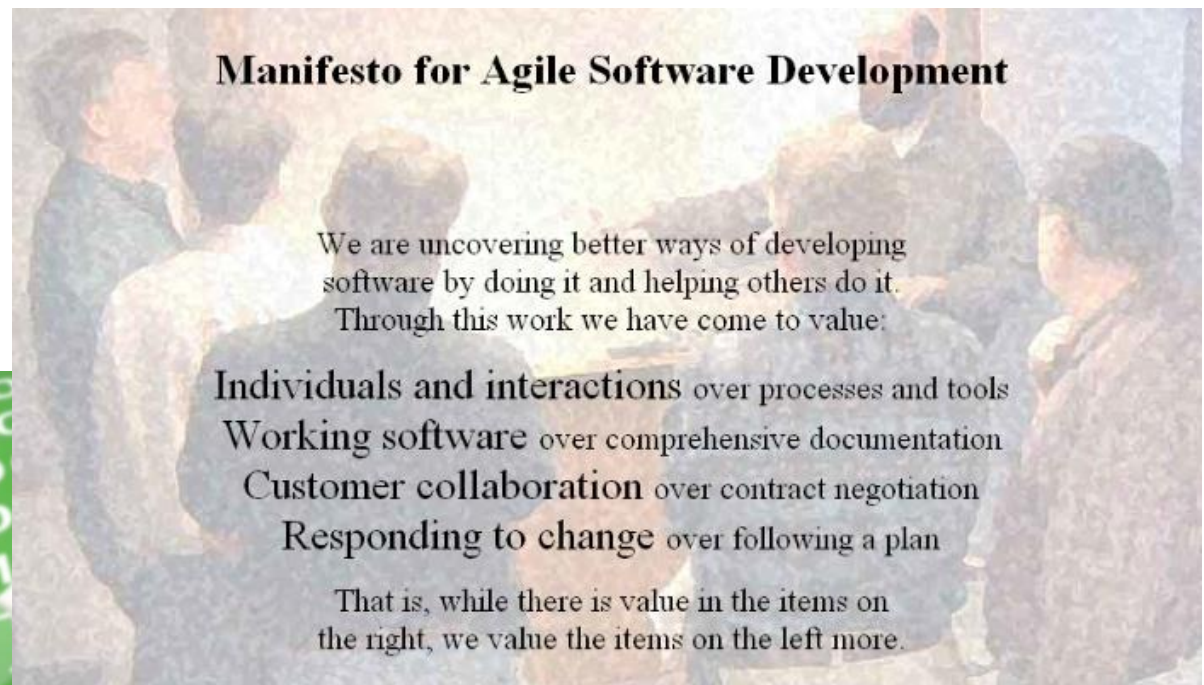 Manifesto for Agile Software Development
We are uncovering better ways of developing
software by doing it and helping others do it.
Through this work we have come to value:
Individuals and interactions over processes and tools
Working software over comprehensive documentation
Customer collaboration over contract negotiation
Responding to change over following a plan
That is, while there is value in the items on
the right, we value the items on the left more.